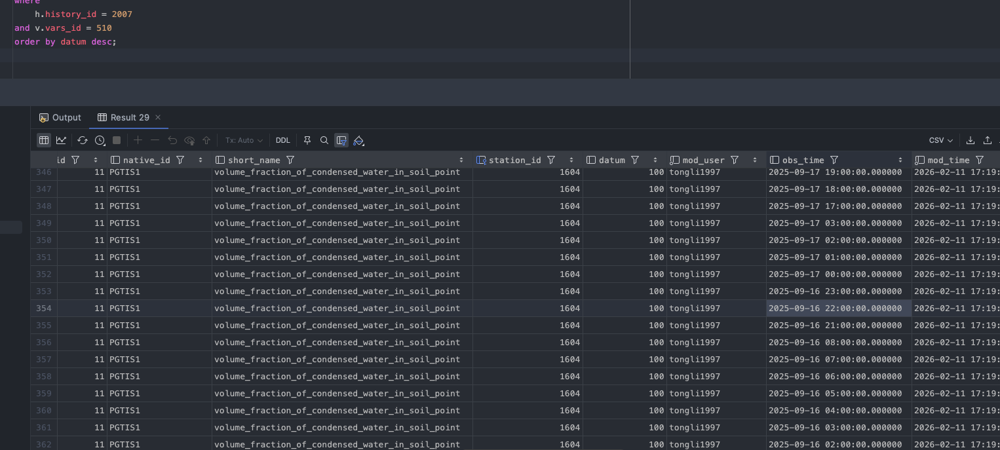 where
h.history_id = 2007
and v.vars_id = 510
order by datum desc;
Output Result 29 ×
Tx: Auto DDL CSV
id native_id short_name station_id datum mod_user obs_time mod_time
346 11 PGTIS1 volume_fraction_of_condensed_water_in_soil_point 1604 100 tongli1997 2025-09-17 19:00:00.000000 2026-02-11 17:19:
347 11 PGTIS1 volume_fraction_of_condensed_water_in_soil_point 1604 100 tongli1997 2025-09-17 18:00:00.000000 2026-02-11 17:19:
348 11 PGTIS1 volume_fraction_of_condensed_water_in_soil_point 1604 100 tongli1997 2025-09-17 17:00:00.000000 2026-02-11 17:19:
349 11 PGTIS1 volume_fraction_of_condensed_water_in_soil_point 1604 100 tongli1997 2025-09-17 03:00:00.000000 2026-02-11 17:19:
350 11 PGTIS1 volume_fraction_of_condensed_water_in_soil_point 1604 100 tongli1997 2025-09-17 02:00:00.000000 2026-02-11 17:19:
351 11 PGTIS1 volume_fraction_of_condensed_water_in_soil_point 1604 100 tongli1997 2025-09-17 01:00:00.000000 2026-02-11 17:19:
352 11 PGTIS1 volume_fraction_of_condensed_water_in_soil_point 1604 100 tongli1997 2025-09-17 00:00:00.000000 2026-02-11 17:19:
353 11 PGTIS1 volume_fraction_of_condensed_water_in_soil_point 1604 100 tongli1997 2025-09-16 23:00:00.000000 2026-02-11 17:19:
354 11 PGTIS1 volume_fraction_of_condensed_water_in_soil_point 1604 100 tongli1997 2025-09-16 22:00:00.000000 2026-02-11 17:19:
355 11 PGTIS1 volume_fraction_of_condensed_water_in_soil_point 1604 100 tongli1997 2025-09-16 21:00:00.000000 2026-02-11 17:19:
356 11 PGTIS1 volume_fraction_of_condensed_water_in_soil_point 1604 100 tongli1997 2025-09-16 08:00:00.000000 2026-02-11 17:19:
357 11 PGTIS1 volume_fraction_of_condensed_water_in_soil_point 1604 100 tongli1997 2025-09-16 07:00:00.000000 2026-02-11 17:19:
358 11 PGTIS1 volume_fraction_of_condensed_water_in_soil_point 1604 100 tongli1997 2025-09-16 06:00:00.000000 2026-02-11 17:19:
359 11 PGTIS1 volume_fraction_of_condensed_water_in_soil_point 1604 100 tongli1997 2025-09-16 05:00:00.000000 2026-02-11 17:19:
360 11 PGTIS1 volume_fraction_of_condensed_water_in_soil_point 1604 100 tongli1997 2025-09-16 04:00:00.000000 2026-02-11 17:19:
361 11 PGTIS1 volume_fraction_of_condensed_water_in_soil_point 1604 100 tongli1997 2025-09-16 03:00:00.000000 2026-02-11 17:19:
362 11 PGTIS1 volume_fraction_of_condensed_water_in_soil_point 1604 100 tongli1997 2025-09-16 02:00:00.000000 2026-02-11 17:19: